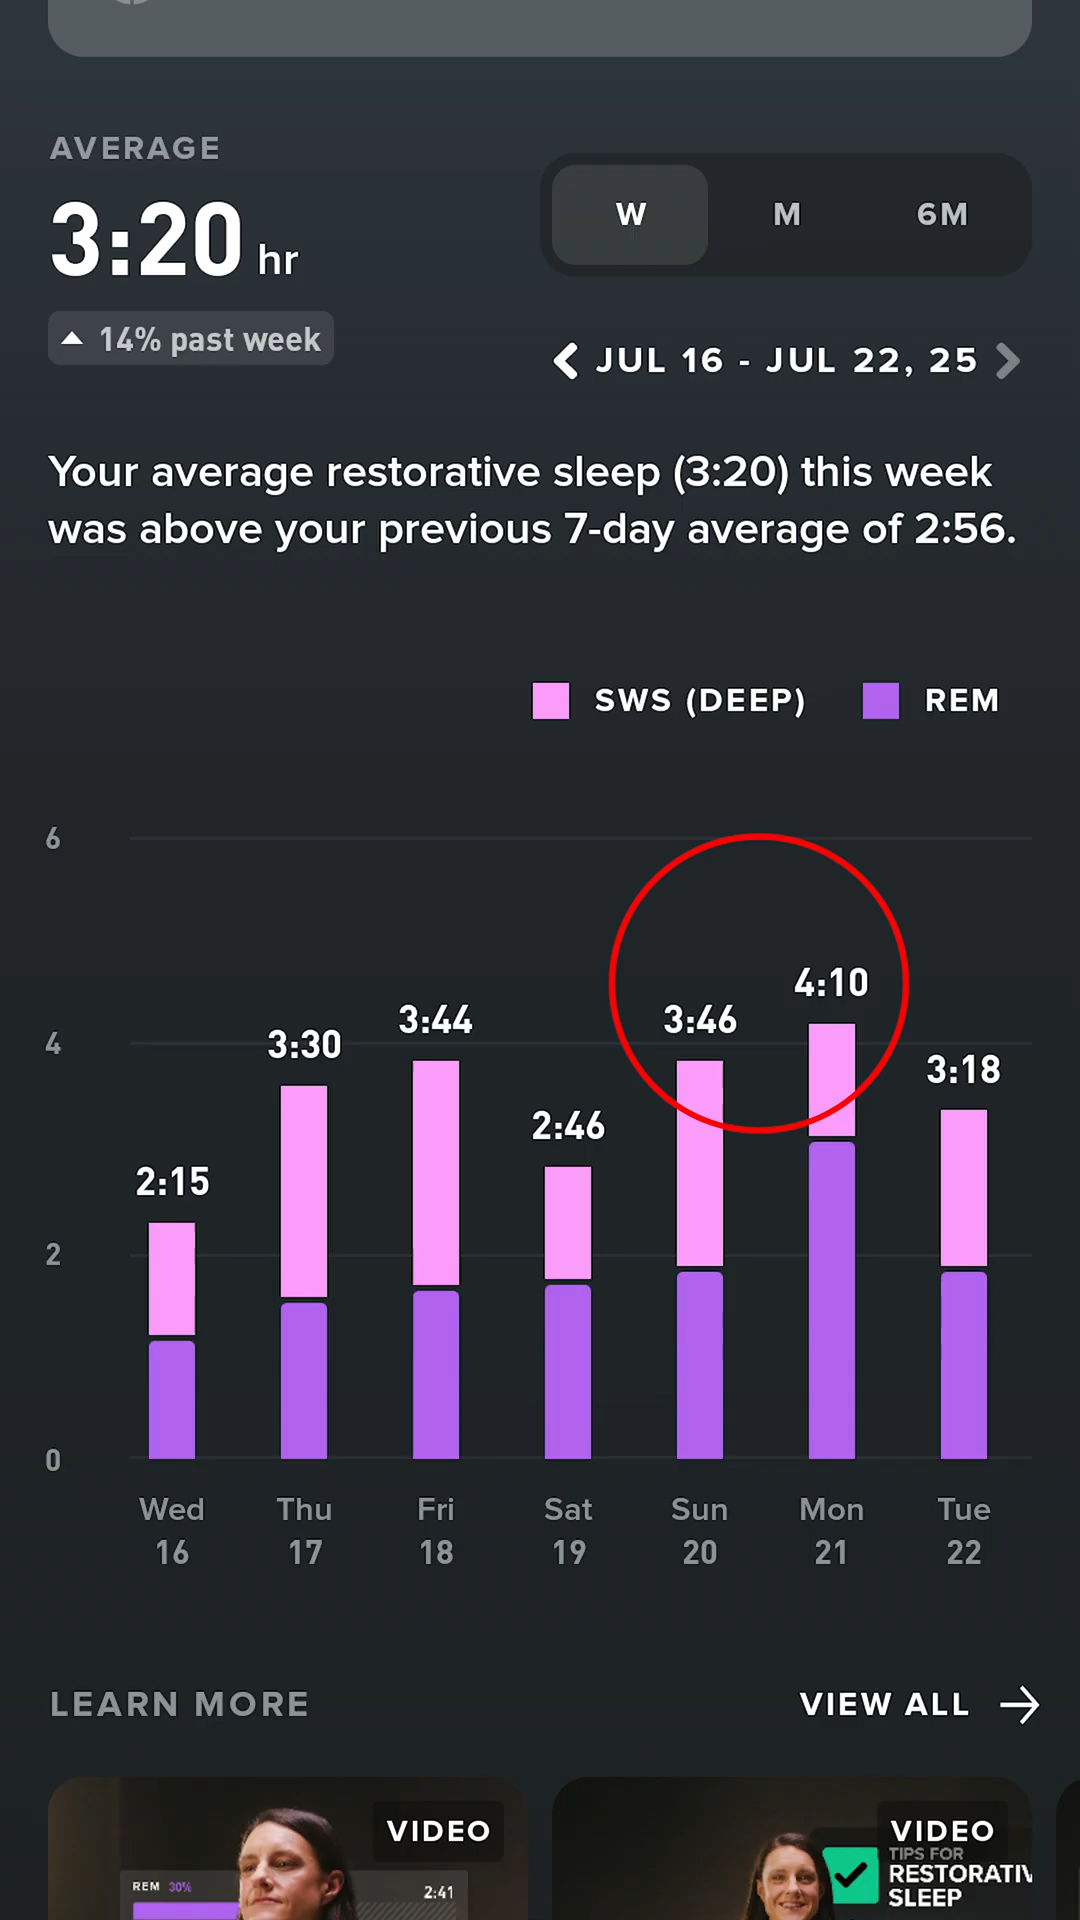 AVERAGE
3:20 hr
14% past week
W M 6M
JUL 16 - JUL 22, 25
Your average restorative sleep (3:20) this week
was above your previous 7-day average of 2:56.
SWS (DEEP) REM
6
4
2
0
2:15
3:30
3:44
2:46
3:46
4:10
3:18
Wed Thu Fri Sat Sun Mon Tue
16 17 18 19 20 21 22
LEARN MORE
VIEW ALL
VIDEO
REM 30%
2:41
VIDEO
TIPS FOR
RESTORATIV
SLEEP